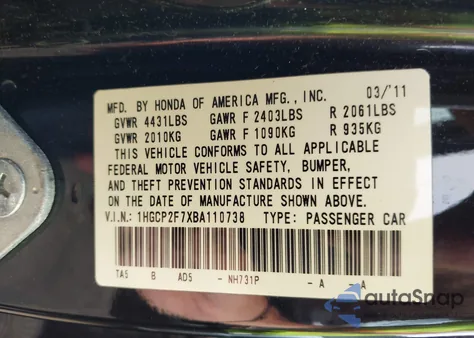 MFD. BY HONDA OF AMERICA MFG., INC. 03/'11
GVWR 4431LBS GAWR F 2403LBS R 2061LBS
GVWR 2010KG GAWR F 1090KG R 935KG
THIS VEHICLE CONFORMS TO ALL APPLICABLE
FEDERAL MOTOR VEHICLE SAFETY, BUMPER,
AND THEFT PREVENTION STANDARDS IN EFFECT
ON THE DATE OF MANUFACTURE SHOWN ABOVE.
V.I.N.: 1HGCP2F7XBA110738 TYPE: PASSENGER CAR
TA5 B AD5 - NH731P - A A
autoSnap